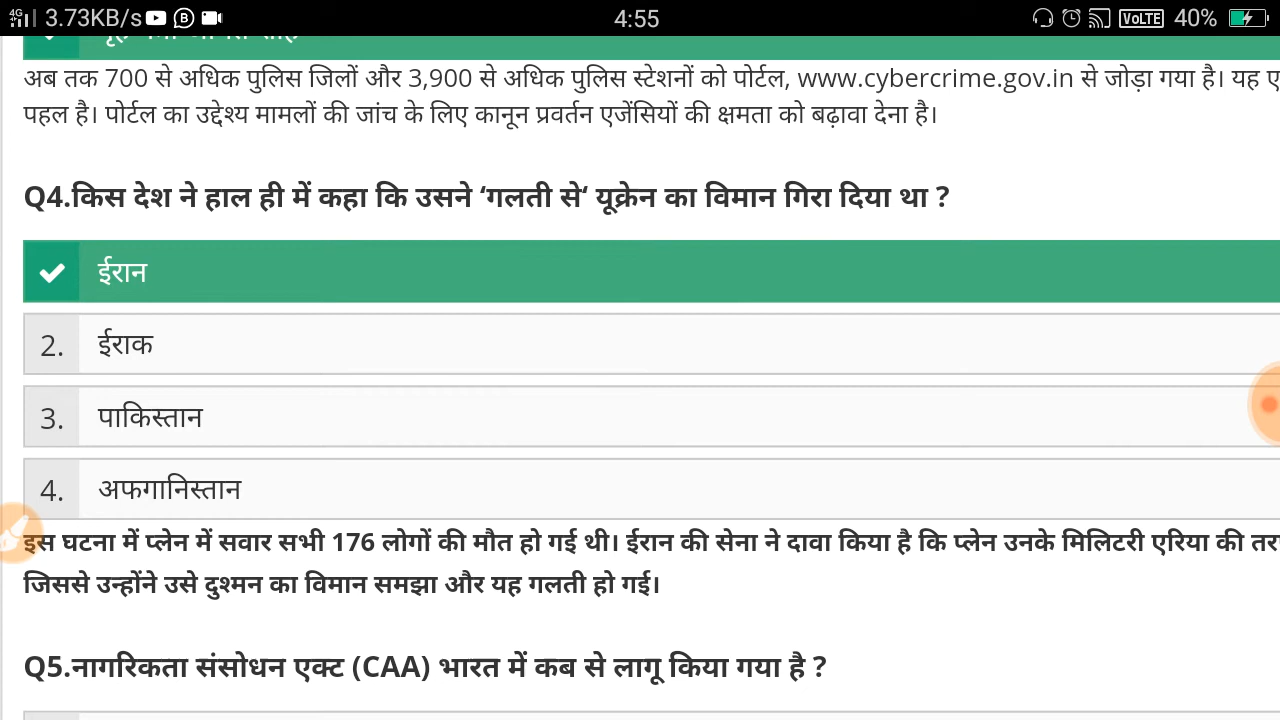 4G 3.73KB/s B 4:55 VoLTE 40%
अब तक 700 से अधिक पुलिस जिलों और 3,900 से अधिक पुलिस स्टेशनों को पोर्टल, www.cybercrime.gov.in से जोड़ा गया है। यह ए
पहल है। पोर्टल का उद्देश्य मामलों की जांच के लिए कानून प्रवर्तन एजेंसियों की क्षमता को बढ़ावा देना है।
Q4.किस देश ने हाल ही में कहा कि उसने ‘गलती से‘ यूक्रेन का विमान गिरा दिया था ?
ईरान
2. ईराक
3. पाकिस्तान
4. अफगानिस्तान
इस घटना में प्लेन में सवार सभी 176 लोगों की मौत हो गई थी। ईरान की सेना ने दावा किया है कि प्लेन उनके मिलिटरी एरिया की तर
जिससे उन्होंने उसे दुश्मन का विमान समझा और यह गलती हो गई।
Q5.नागरिकता संसोधन एक्ट (CAA) भारत में कब से लागू किया गया है ?